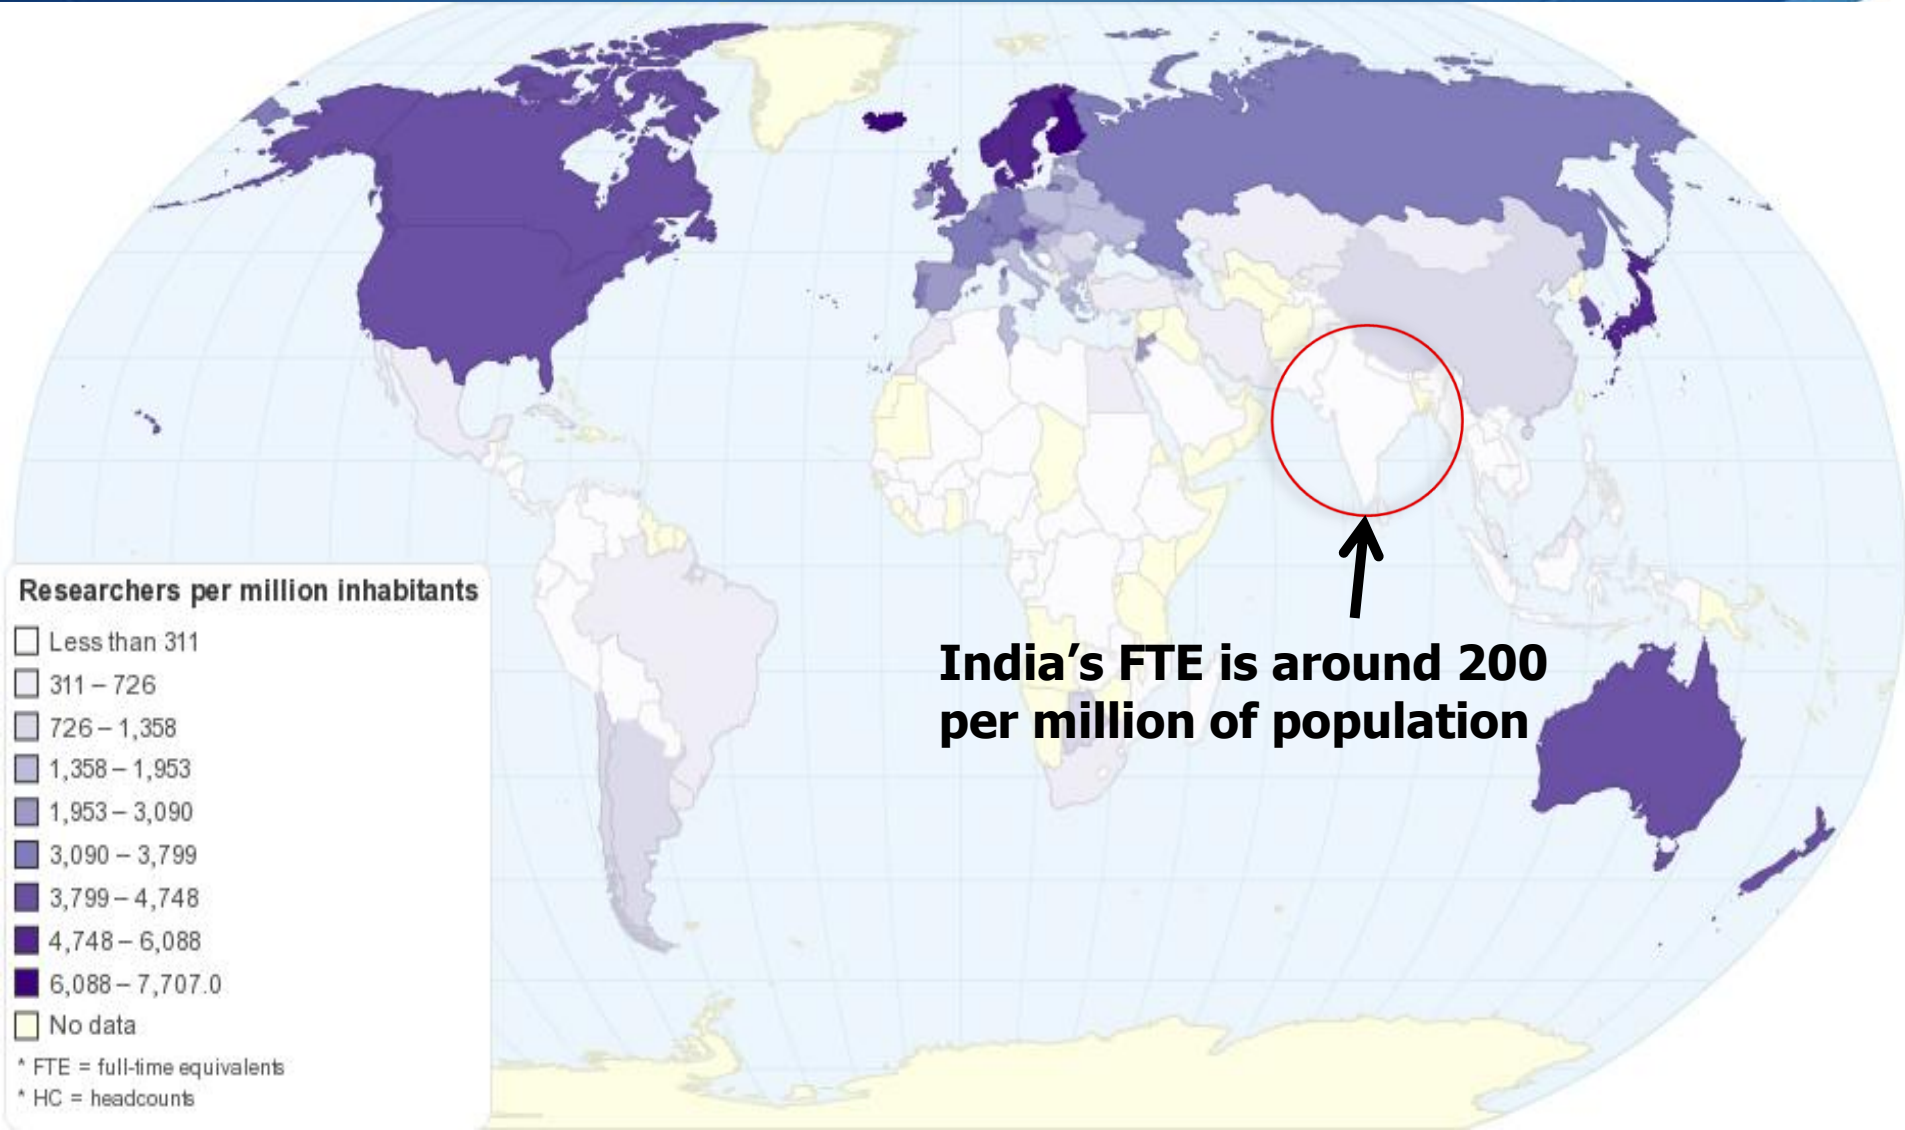 Researchers per million inhabitants
Less than 311
311 – 726
726 – 1,358
1,358 – 1,953
1,953 – 3,090
3,090 – 3,799
3,799 – 4,748
4,748 – 6,088
6,088 – 7,707.0
No data
* FTE = full-time equivalents
* HC = headcounts
India’s FTE is around 200
per million of population